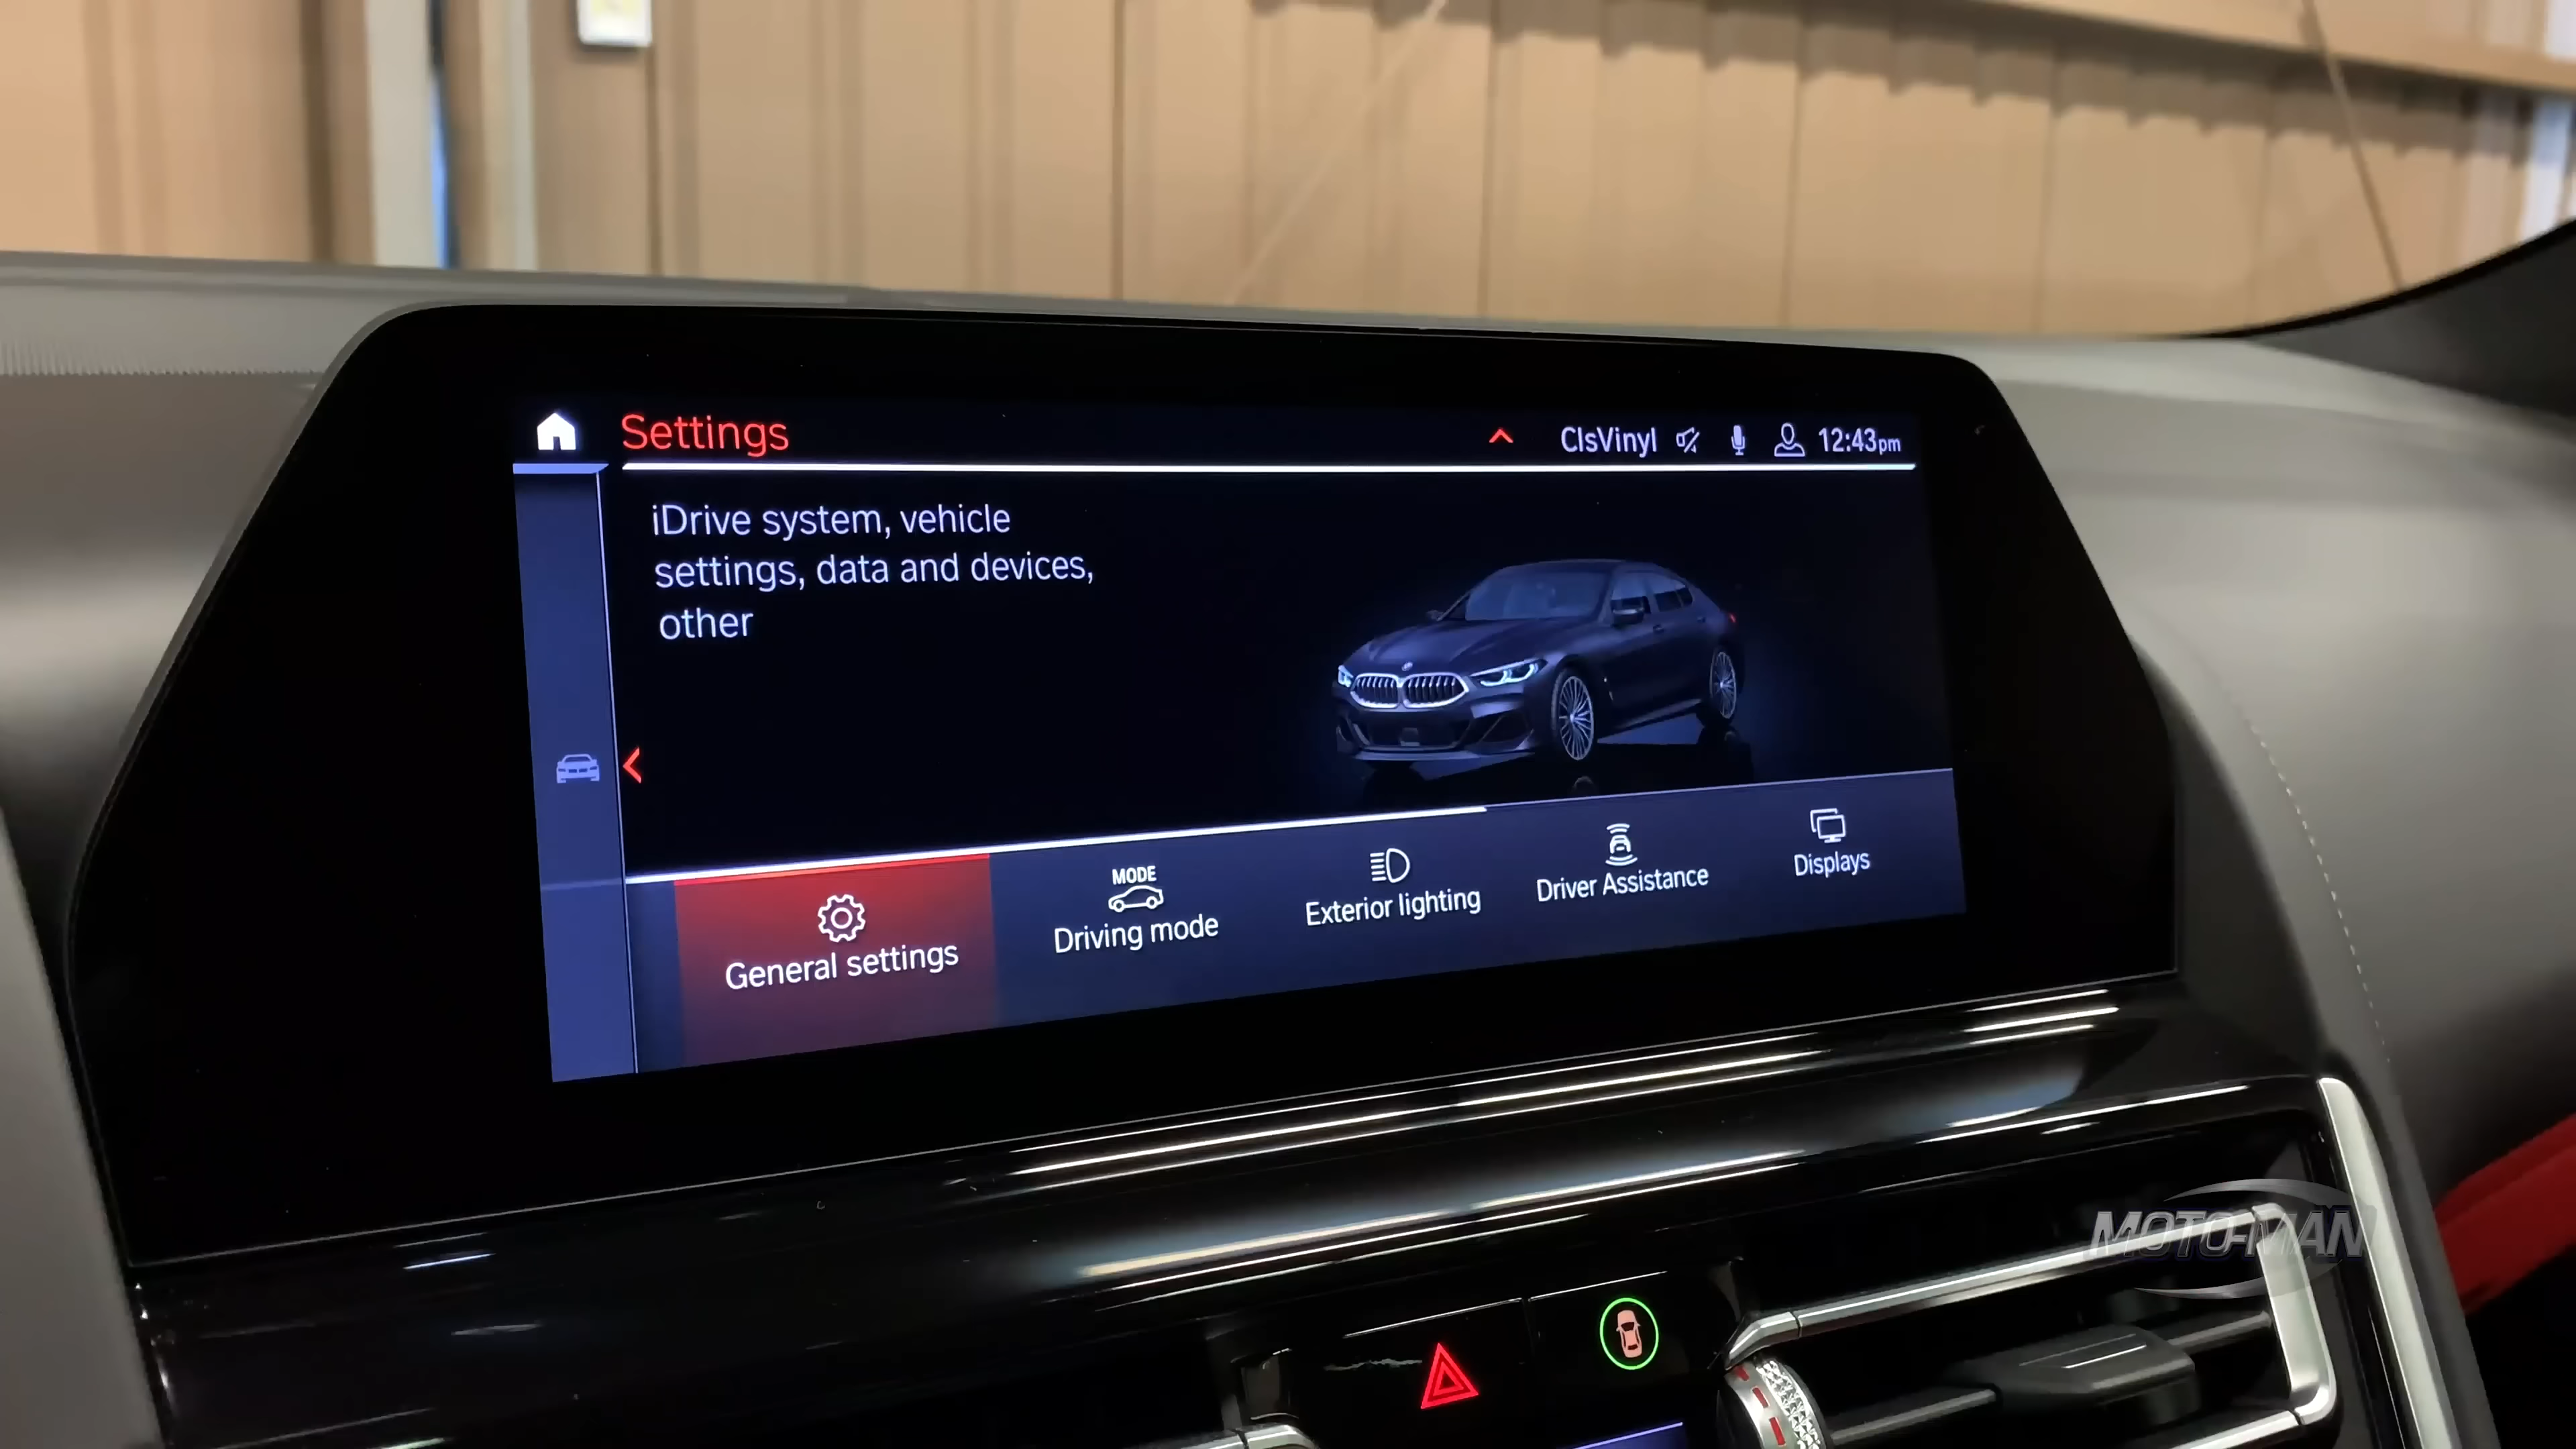 Settings
ClsVinyl
12:43pm
iDrive system, vehicle
settings, data and devices,
other
General settings
MODE
Driving mode
Exterior lighting
Driver Assistance
Displays
MOTO-MAN